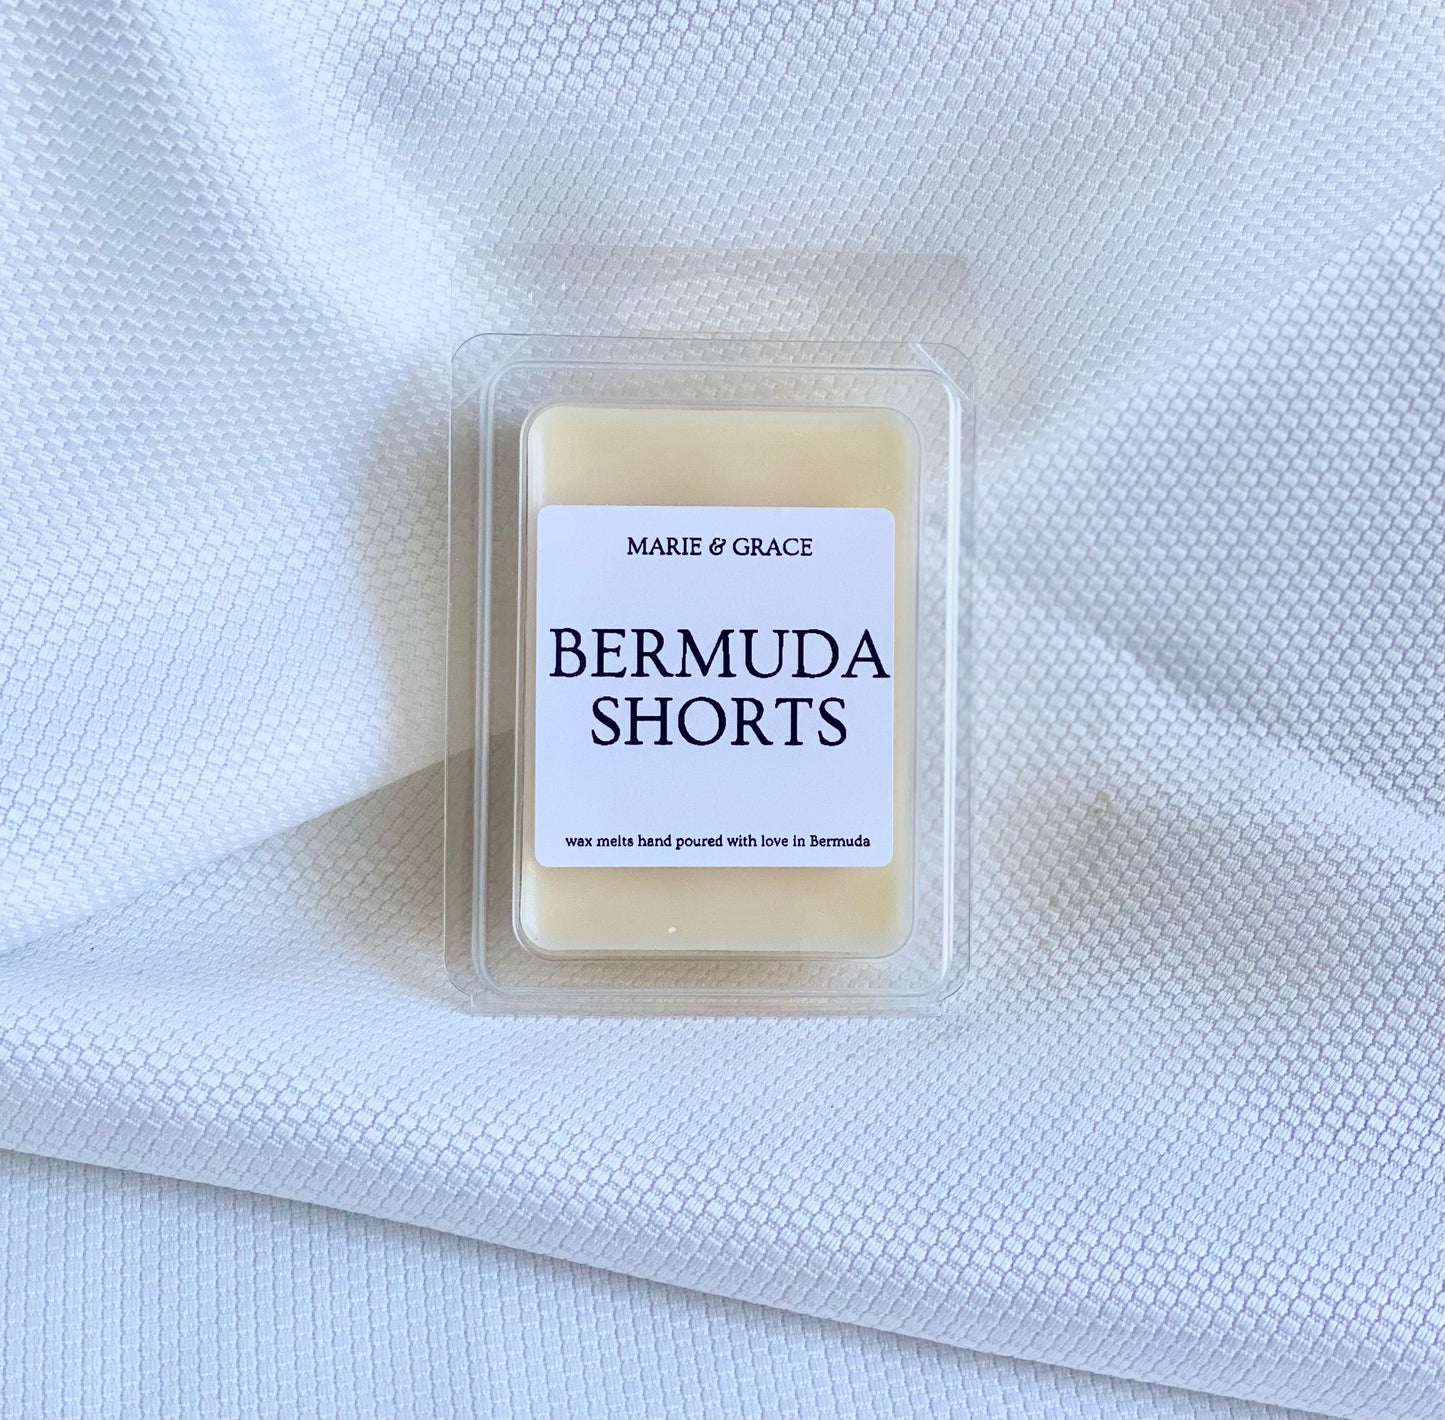 MARIE & GRACE
BERMUDA
SHORTS
wax melts hand poured with love in Bermuda